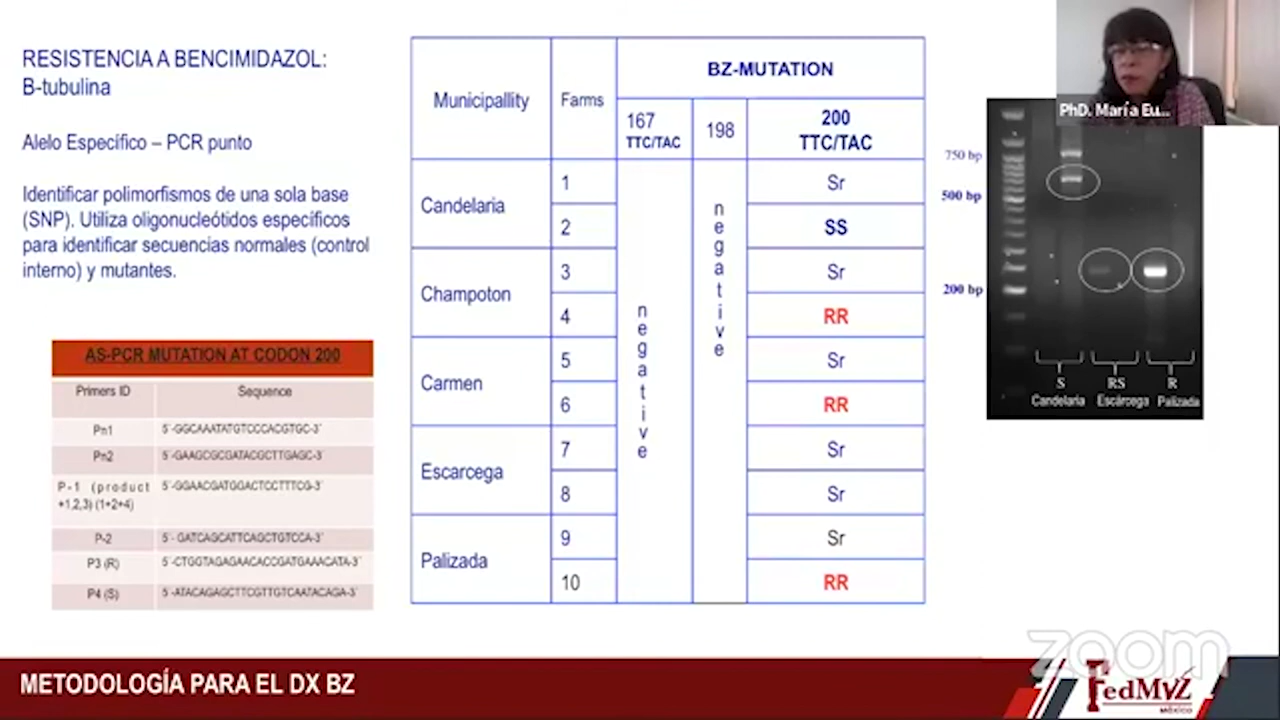 RESISTENCIA A BENCIMIDAZOL:
B-tubulina
Alelo Específico – PCR punto
Identificar polimorfismos de una sola base
(SNP). Utiliza oligonucleótidos específicos
para identificar secuencias normales (control
interno) y mutantes.
AS-PCR MUTATION AT CODON 200
Primers ID Sequence
Pn1 5´-GGCAAATATGTCCCACGTGC-3´
Pn2 5´-GAAGCGCGATACGCTTGAGC-3´
P-1 (product 5´-GGAACGATGGACTCCTTTCG-3´
+1,2,3) (1+2+4)
P-2 5´- GATCAGCATTCAGCTGTCCA-3´
P3 (R) 5´-CTGGTAGAGAACACCGATGAAACATA-3´
P4 (S) 5´-ATACAGAGCTTCGTTGTCAATACAGA-3´
Municipallity Farms BZ-MUTATION
167 198 200
TTC/TAC TTC/TAC
Candelaria 1 Sr
2 SS
Champoton 3 Sr
4 RR
Carmen 5 Sr
6 RR
Escarcega 7 Sr
8 Sr
Palizada 9 Sr
10 RR
negative
negative
PhD. María Eu...
750 bp
500 bp
200 bp
S RS R
Candelaria Escárcega Palizada
METODOLOGÍA PARA EL DX BZ
zoom
FedMVZ
MÉXICO